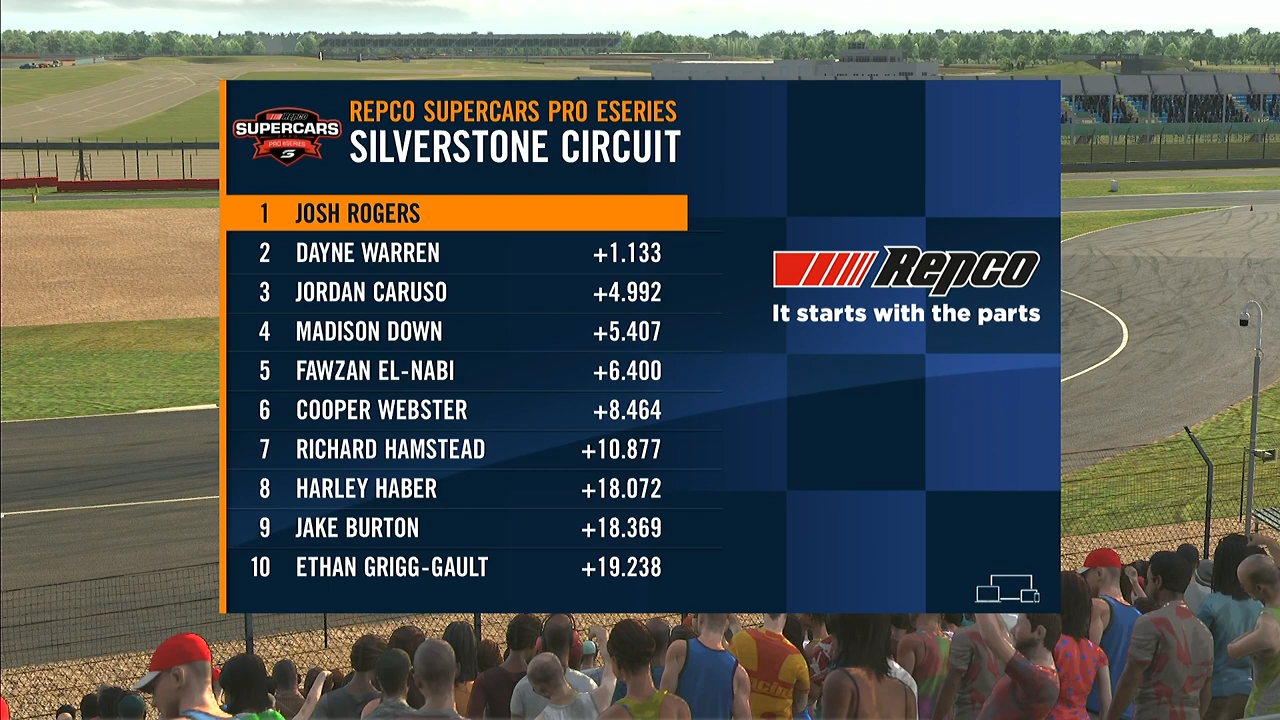 REPCO SUPERCARS PRO ESERIES
SILVERSTONE CIRCUIT
Repco
SUPERCARS
PRO ESERIES
1 JOSH ROGERS
2 DAYNE WARREN +1.133
3 JORDAN CARUSO +4.992
4 MADISON DOWN +5.407
5 FAWZAN EL-NABI +6.400
6 COOPER WEBSTER +8.464
7 RICHARD HAMSTEAD +10.877
8 HARLEY HABER +18.072
9 JAKE BURTON +18.369
10 ETHAN GRIGG-GAULT +19.238
Repco
It starts with the parts